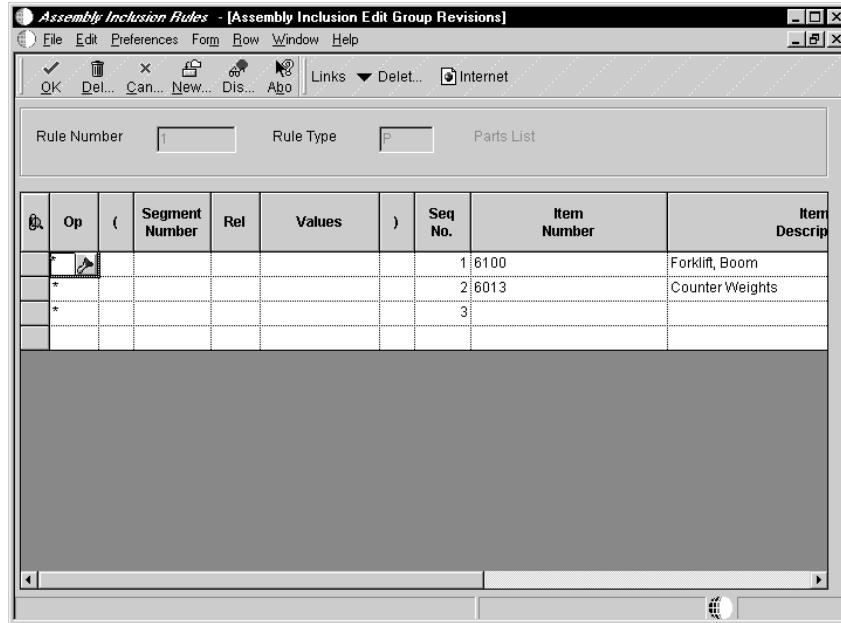 Assembly Inclusion Rules - [Assembly Inclusion Edit Group Revisions]
File Edit Preferences Form Row Window Help
OK Del... Can... New... Dis... Abo Links Delet... Internet
Rule Number 1 Rule Type P Parts List
Op ( Segment Number Rel Values ) Seq No. Item Number Item Descrip
* 1 6100 Forklift, Boom
* 2 6013 Counter Weights
* 3